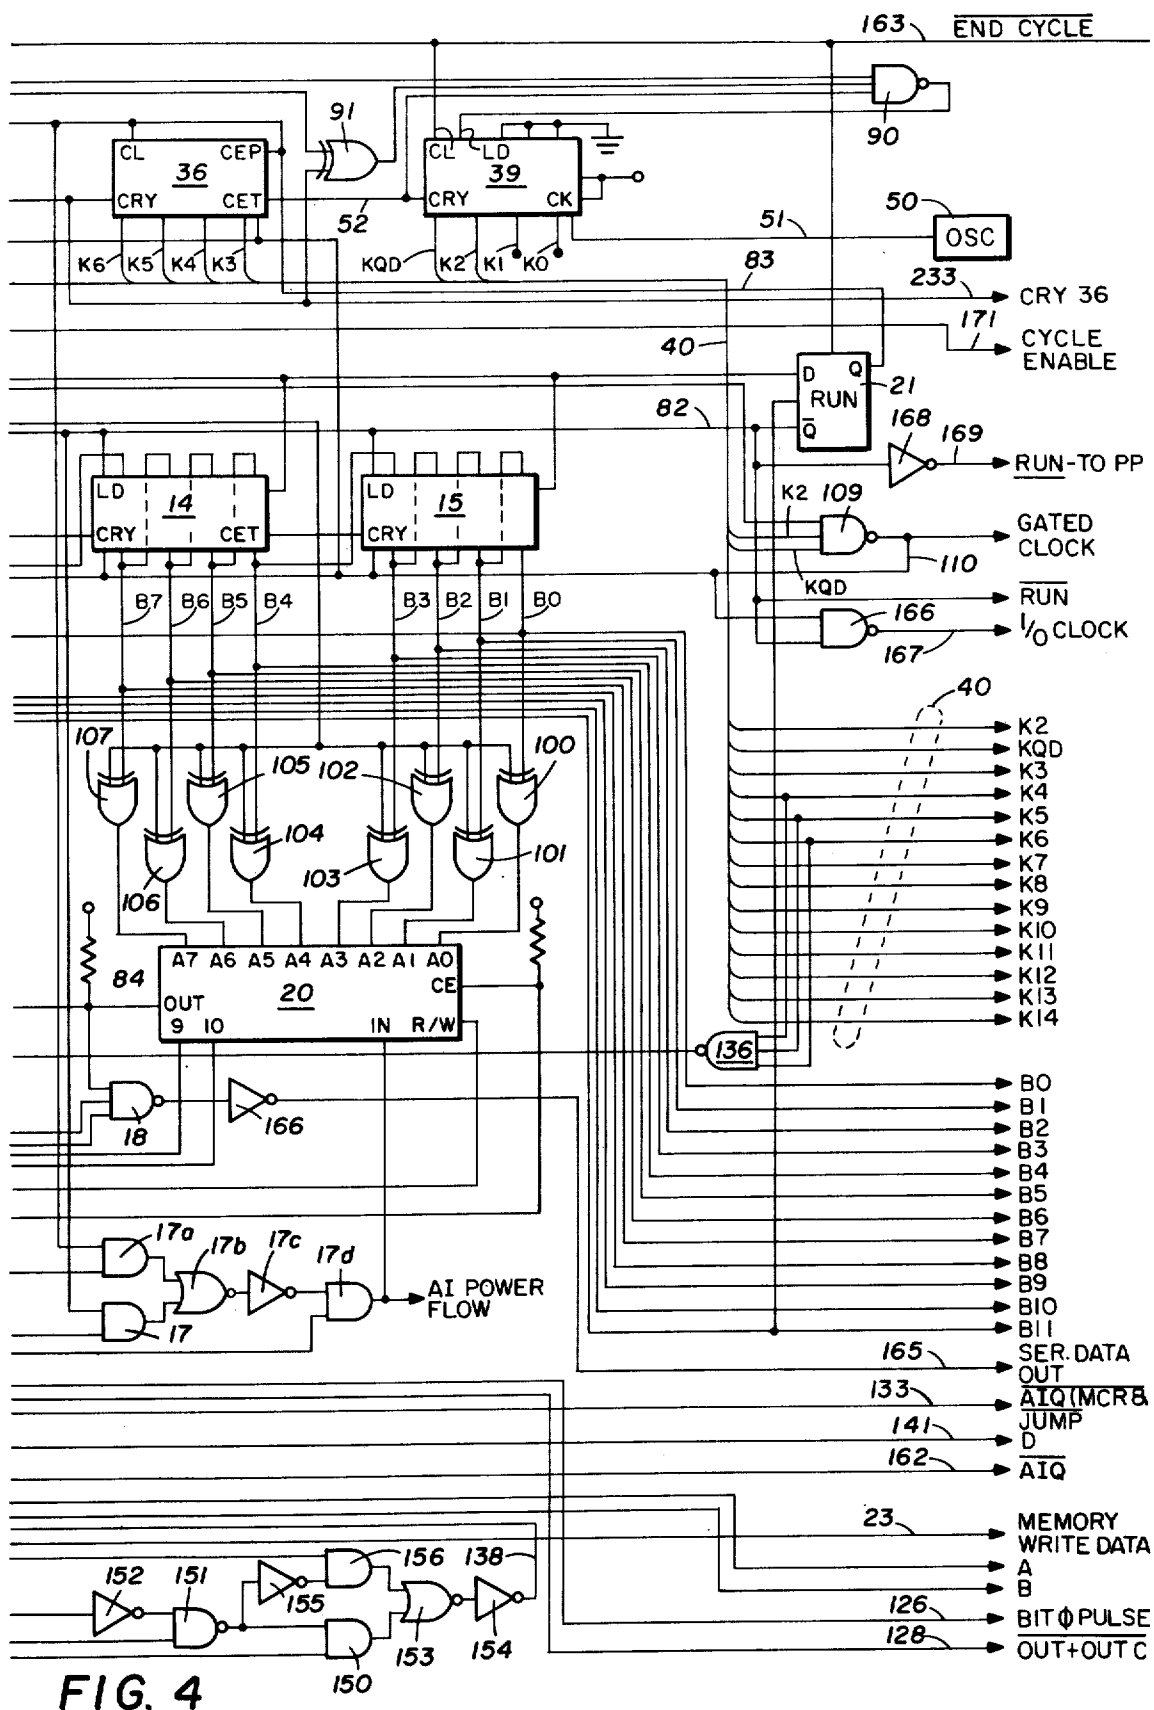 163 END CYCLE
91
90
CL CEP
36
CRY CET
CL LD
39
CRY CK
52
51
50
OSC
K6 K5 K4 K3
KQD K2 K1 K0
83
233
CRY 36
171
CYCLE
ENABLE
40
D Q
RUN
Q
21
82
168
169
RUN-TO PP
LD
14
CRY CET
LD
15
CRY
K2
109
GATED
CLOCK
110
KQD
B7 B6 B5 B4
B3 B2 B1 B0
RUN
166
I/O CLOCK
167
40
107
105
102
100
106
104
103
101
K2
KQD
K3
K4
K5
K6
K7
K8
K9
K10
K11
K12
K13
K14
84
A7 A6 A5 A4 A3 A2 A1 A0
CE
OUT
20
9 10 IN R/W
136
18
166
B0
B1
B2
B3
B4
B5
B6
B7
B8
B9
B10
B11
17a
17b
17c
17d
17
AI POWER
FLOW
165
SER. DATA
OUT
133
AIQ(MCR&
JUMP
141
D
162
AIQ
23
MEMORY
WRITE DATA
A
B
126
BIT ϕ PULSE
128
OUT+OUT C
152
151
155
156
138
153
154
150
FIG. 4